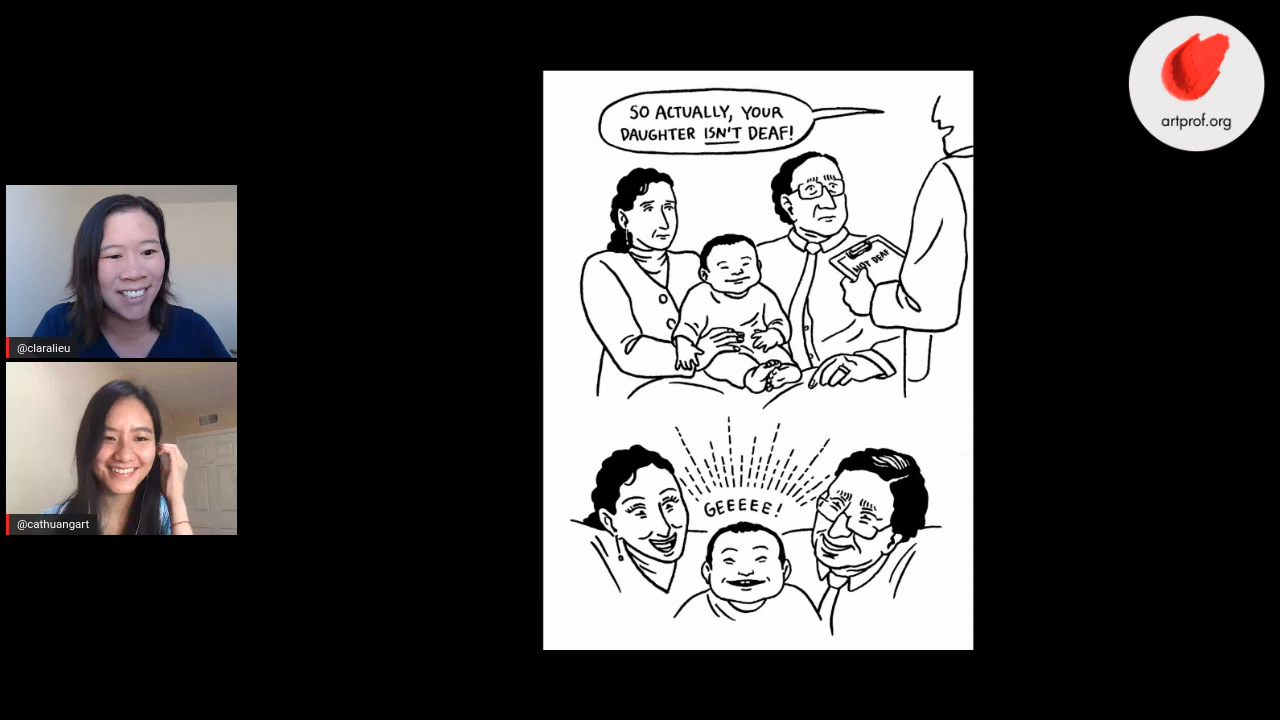 SO ACTUALLY, YOUR
DAUGHTER ISN'T DEAF!
NOT DEAF
GEEEEE!
@claralieu
@cathuangart
artprof.org